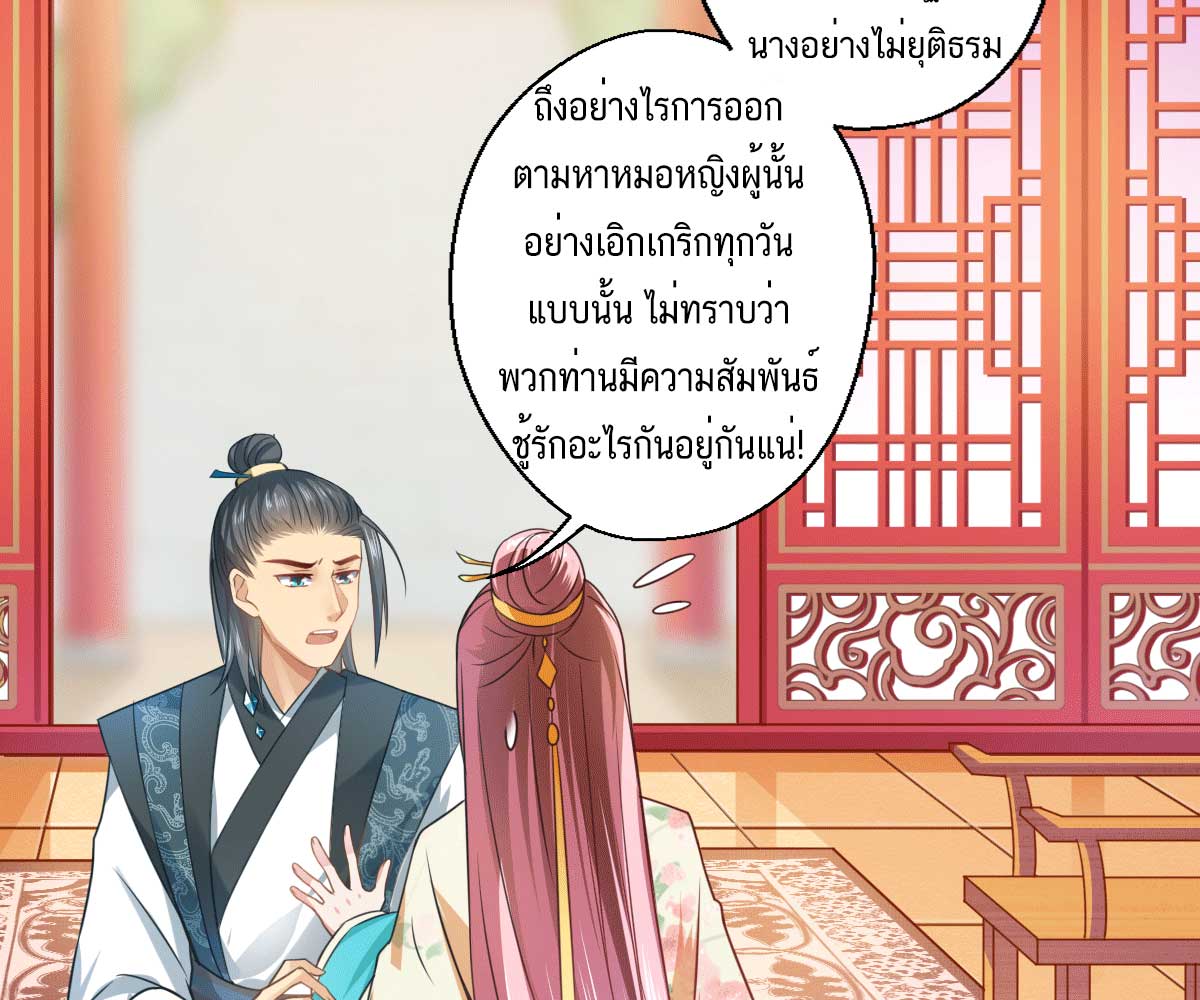 นางอย่างไม่ยุติธรรม
ถึงอย่างไรการออก
ตามหาหมอหญิงผู้นั้น
อย่างเอิกเกริกทุกวัน
แบบนั้น ไม่ทราบว่า
พวกท่านมีความสัมพันธ์
ชู้รักอะไรกันอยู่กันแน่!